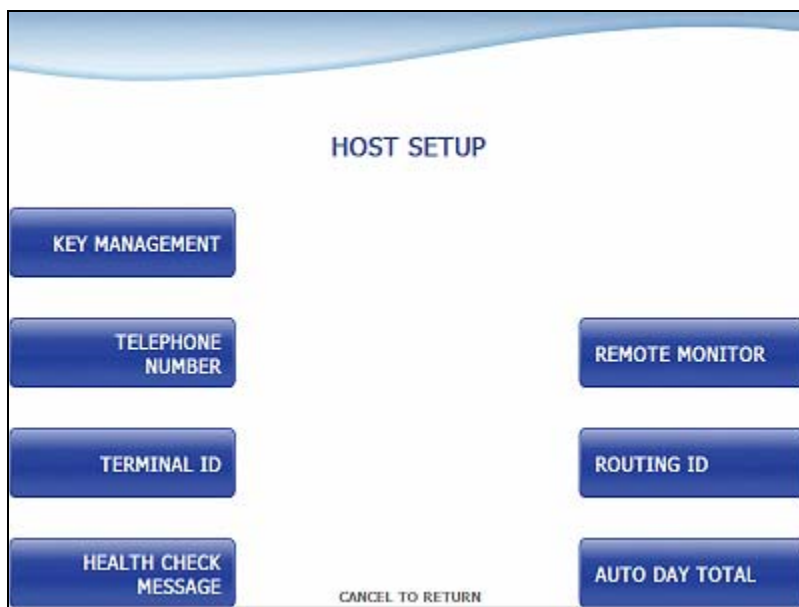 HOST SETUP
KEY MANAGEMENT
TELEPHONE
NUMBER
REMOTE MONITOR
TERMINAL ID
ROUTING ID
HEALTH CHECK
MESSAGE
AUTO DAY TOTAL
CANCEL TO RETURN